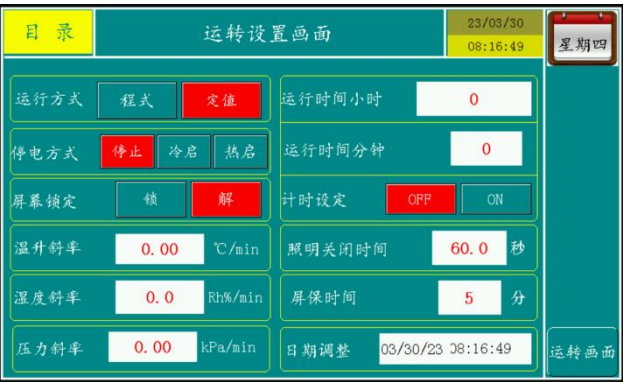 目 录
运转设置画面
23/03/30
08:16:49
星期四
运行方式 程式 定值
运行时间小时 0
停电方式 停止 冷启 热启
运行时间分钟 0
屏幕锁定 锁 解
计时设定 OFF ON
温升斜率 0.00 ℃/min
照明关闭时间 60.0 秒
湿度斜率 0.0 Rh%/min
屏保时间 5 分
压力斜率 0.00 kPa/min
日期调整 03/30/23 08:16:49
运转画面